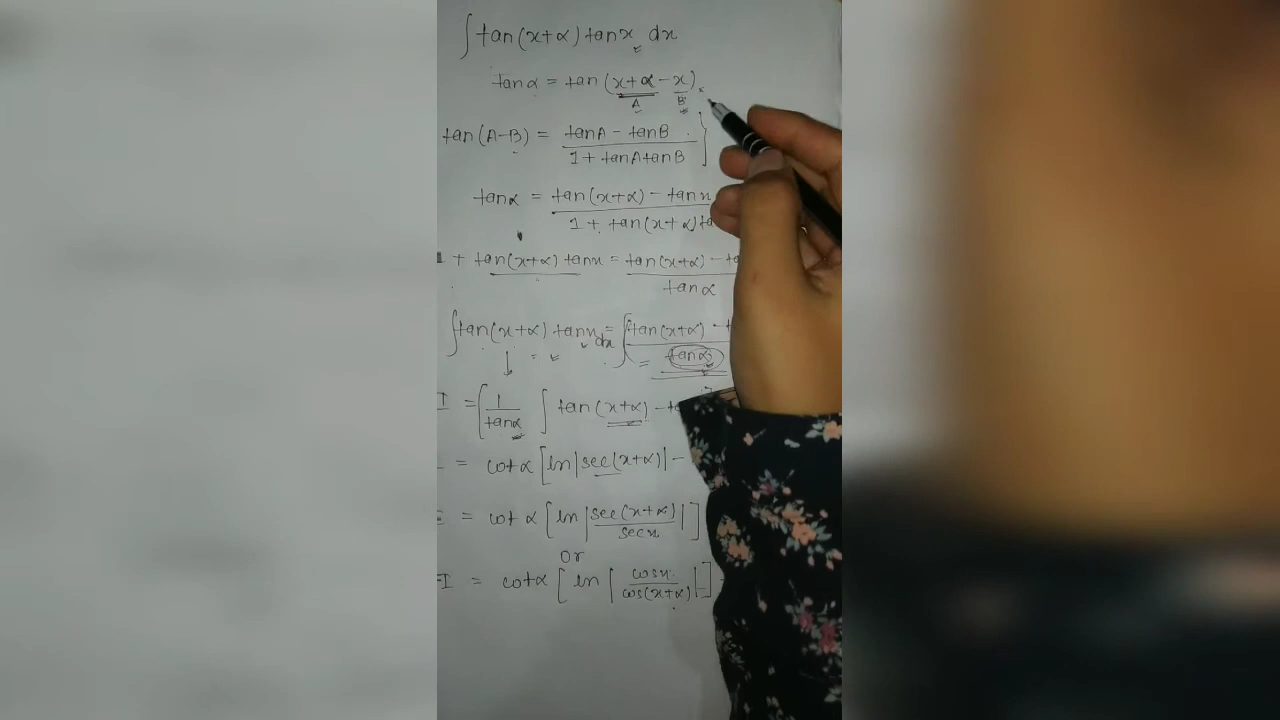 ∫ tan(x+α) tanx dx
tanα = tan (x+α - x)
A B
tan(A-B) = tanA - tanB / 1 + tanA tanB }
tanα = tan(x+α) - tanx / 1 + tan(x+α)
1 + tan(x+α) tanx = tan(x+α) - / tanα
∫tan(x+α) tanx dx = ∫ tan(x+α) - / tanα
I = [ 1 / tanα ∫ tan (x+α) -
= cotα [ln|sec(x+α)| -
= cot α [ln |sec(x+α) / secx|]
Or
I = cotα [ ln | cosx / cos(x+α) |]